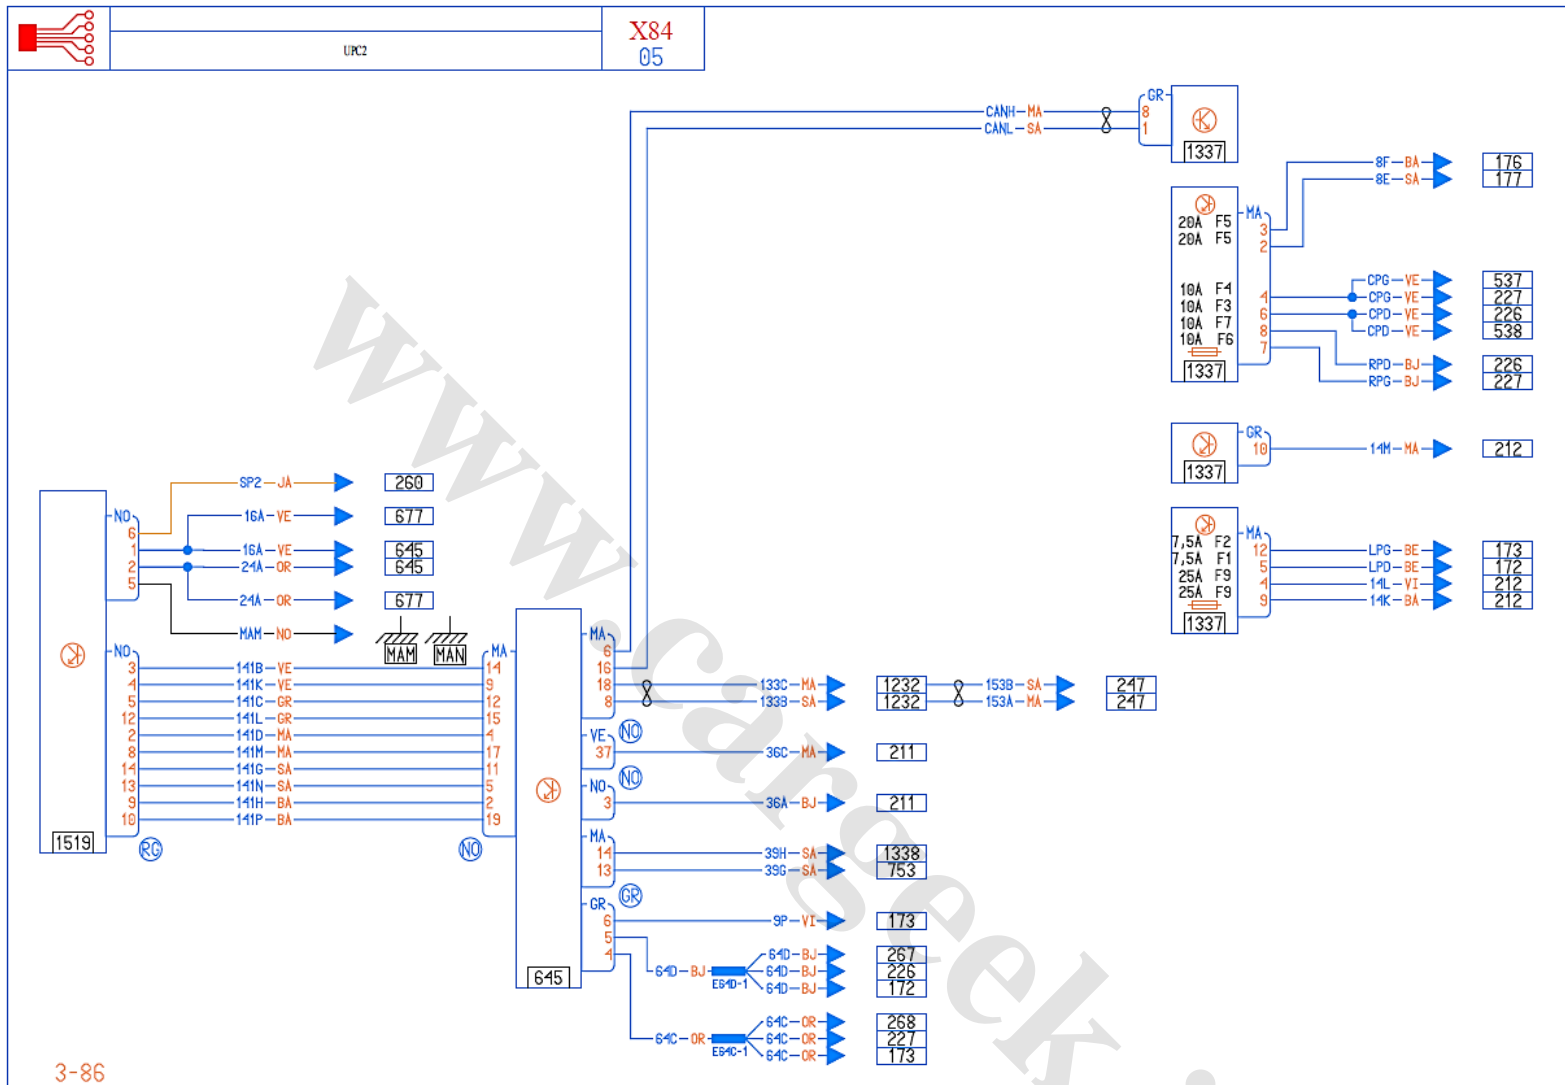 X84
UPC2
05
CANH MA
CANL SA
GR
8
1
1337
8F BA 176
8E SA 177
MA
20A F5 3
20A F5 2
CPG VE 537
10A F4 4 CPG VE 227
10A F3 6 CPD VE 226
10A F7 8 CPD VE 538
10A F6 7
1337
RPD BJ 226
RPG BJ 227
GR
10 14M MA 212
1337
MA
7,5A F2 12 LPG BE 173
7,5A F1 5 LPD BE 172
25A F9 4 14L VI 212
25A F9 9 14K BA 212
1337
SP2 JA 260
NO
6 16A VE 677
1 16A VE 645
2 24A OR 645
5
24A OR 677
MAM NO
MAM MAN
NO MA
3 141B VE 14
4 141K VE 9
5 141C GR 12
12 141L GR 15
2 141D MA 4
8 141M MA 17
14 141G SA 11
13 141N SA 5
9 141H BA 2
10 141P BA 19
1519 RG NO
MA
6
16
18 133C MA 1232 153B SA 247
8 133B SA 1232 153A MA 247
NO
VE
37 36C MA 211
NO
NO
3 36A BJ 211
MA
14 39H SA 1338
13 39G SA 753
GR
GR
6 9P VI 173
5
4
645
64D BJ E64D-1
64D BJ 267
64D BJ 226
64D BJ 172
64C OR E64C-1
64C OR 268
64C OR 227
64C OR 173
3-86
www.cargeek.